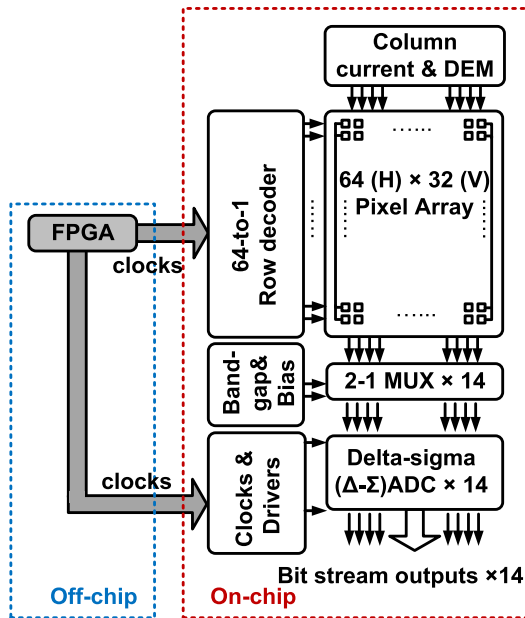 Column
current & DEM
64 (H) × 32 (V)
Pixel Array
64-to-1
Row decoder
FPGA
clocks
Band-
gap&
Bias
2-1 MUX × 14
Clocks &
Drivers
clocks
Delta-sigma
(Δ-Σ)ADC × 14
Bit stream outputs ×14
Off-chip
On-chip